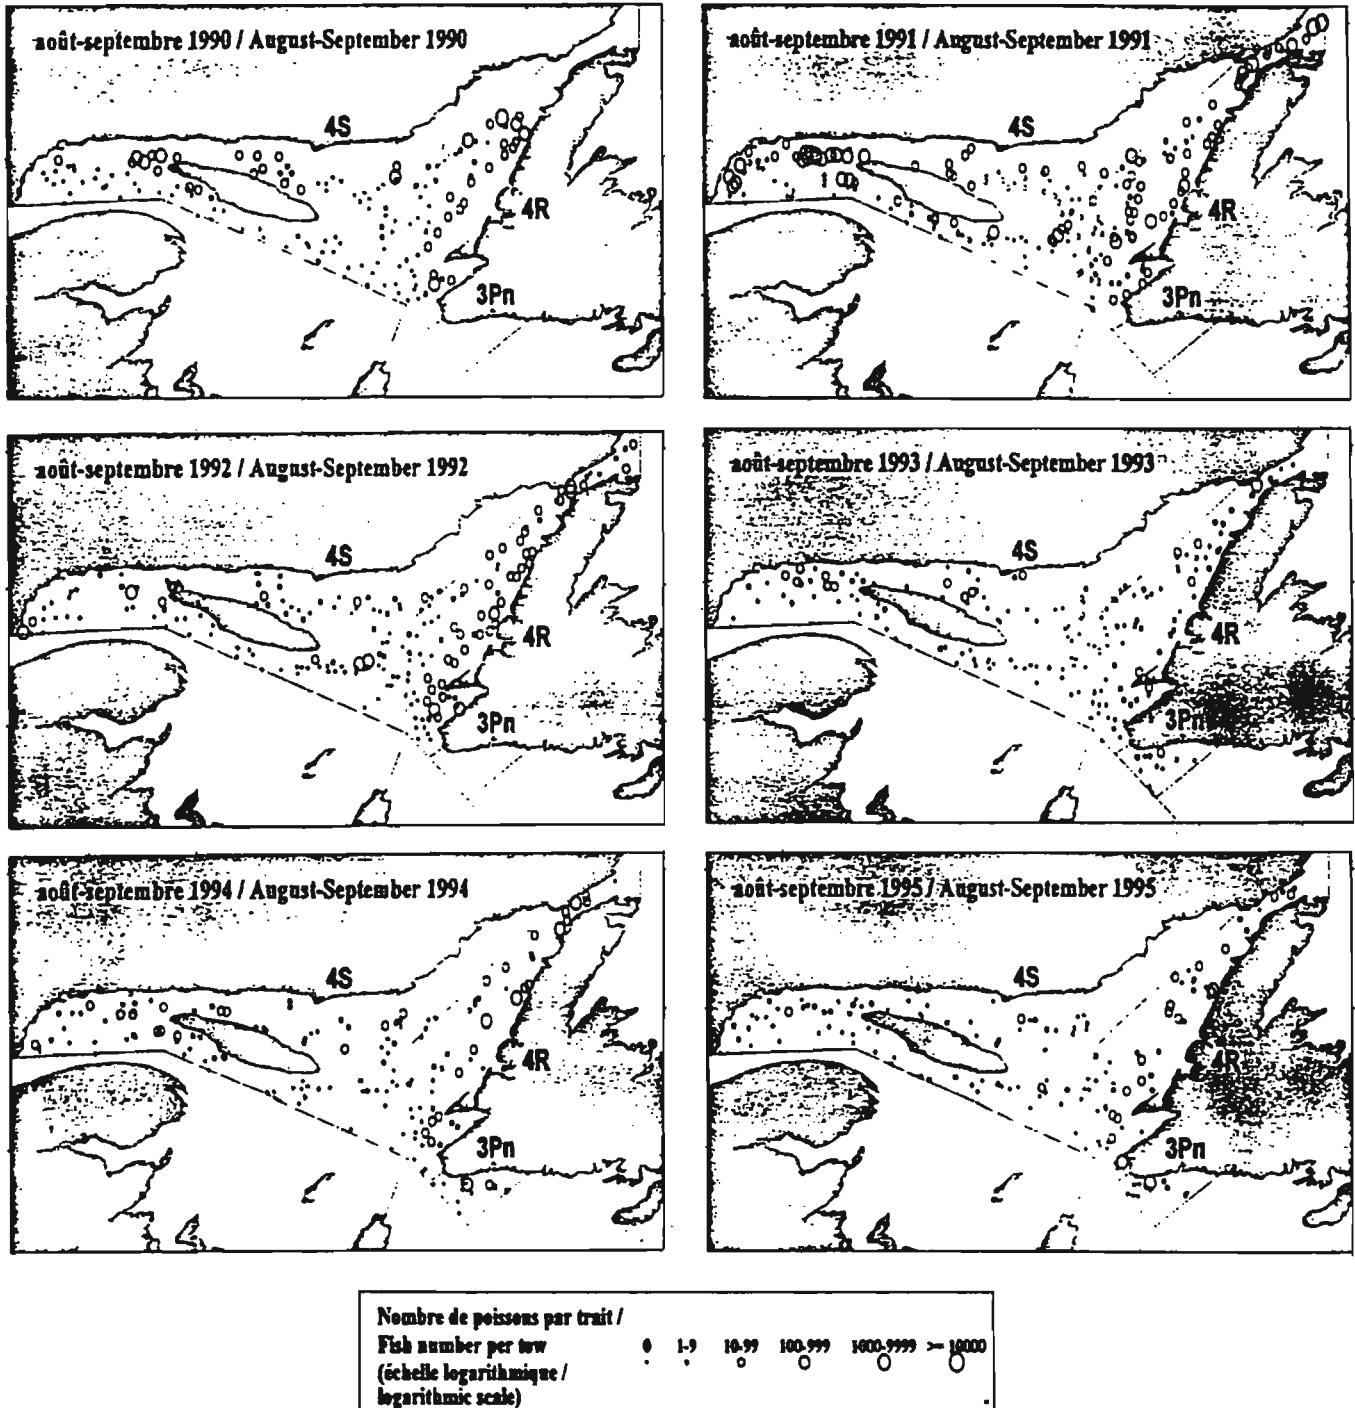 août-septembre 1990 / August-September 1990
4S
4R
3Pn
août-septembre 1991 / August-September 1991
4S
4R
3Pn
août-septembre 1992 / August-September 1992
4S
4R
3Pn
août-septembre 1993 / August-September 1993
4S
4R
3Pn
août-septembre 1994 / August-September 1994
4S
4R
3Pn
août-septembre 1995 / August-September 1995
4S
4R
3Pn
Nombre de poissons par trait /
Fish number per tow 0 1-9 10-99 100-999 1000-9999 >= 10000
(échelle logarithmique /
logarithmic scale)